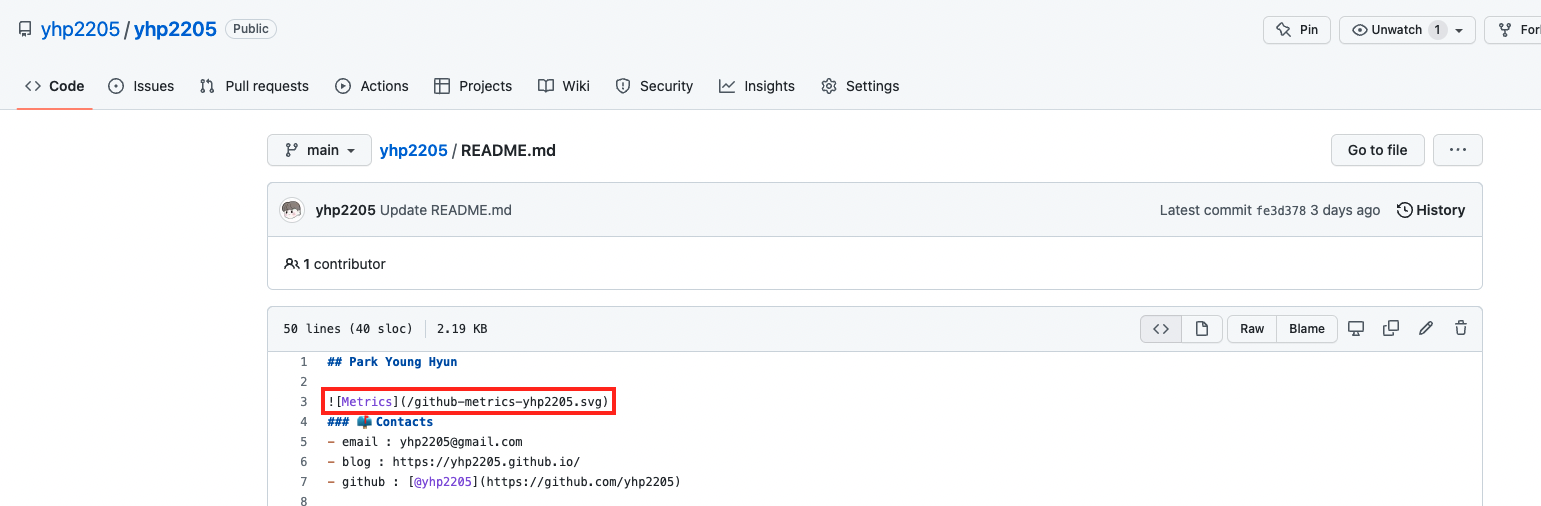 yhp2205 / yhp2205 Public Pin Unwatch 1 For
Code Issues Pull requests Actions Projects Wiki Security Insights Settings
main yhp2205 / README.md Go to file ...
yhp2205 Update README.md Latest commit fe3d378 3 days ago History
1 contributor
50 lines (40 sloc) 2.19 KB <> Raw Blame
1 ## Park Young Hyun
2
3 ![Metrics](/github-metrics-yhp2205.svg)
4 ### 📫 Contacts
5 - email : yhp2205@gmail.com
6 - blog : https://yhp2205.github.io/
7 - github : [@yhp2205](https://github.com/yhp2205)
8